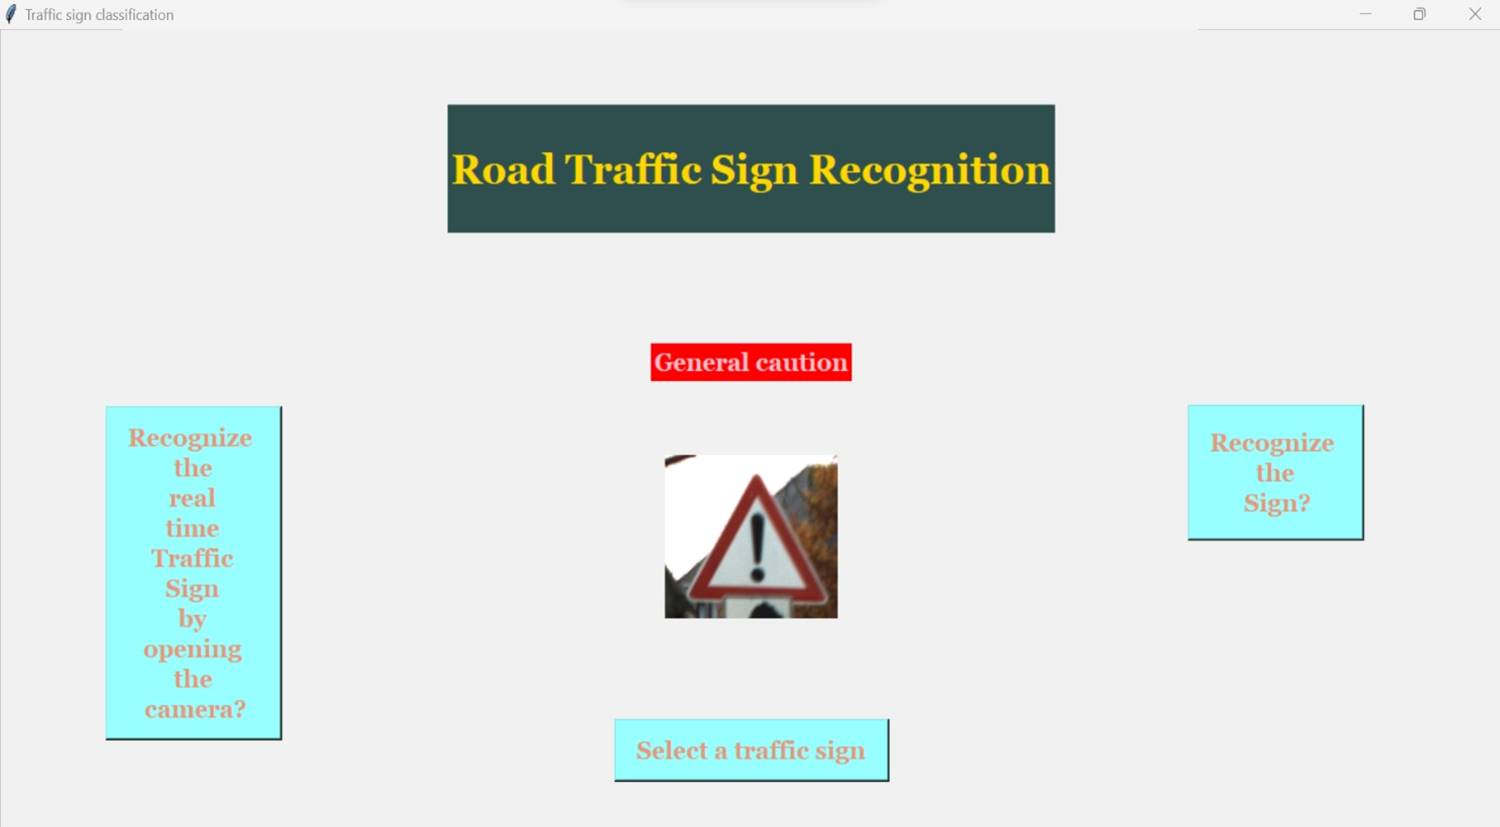 Traffic sign classification
Road Traffic Sign Recognition
General caution
Recognize
the
real
time
Traffic
Sign
by
opening
the
camera?
Recognize
the
Sign?
Select a traffic sign